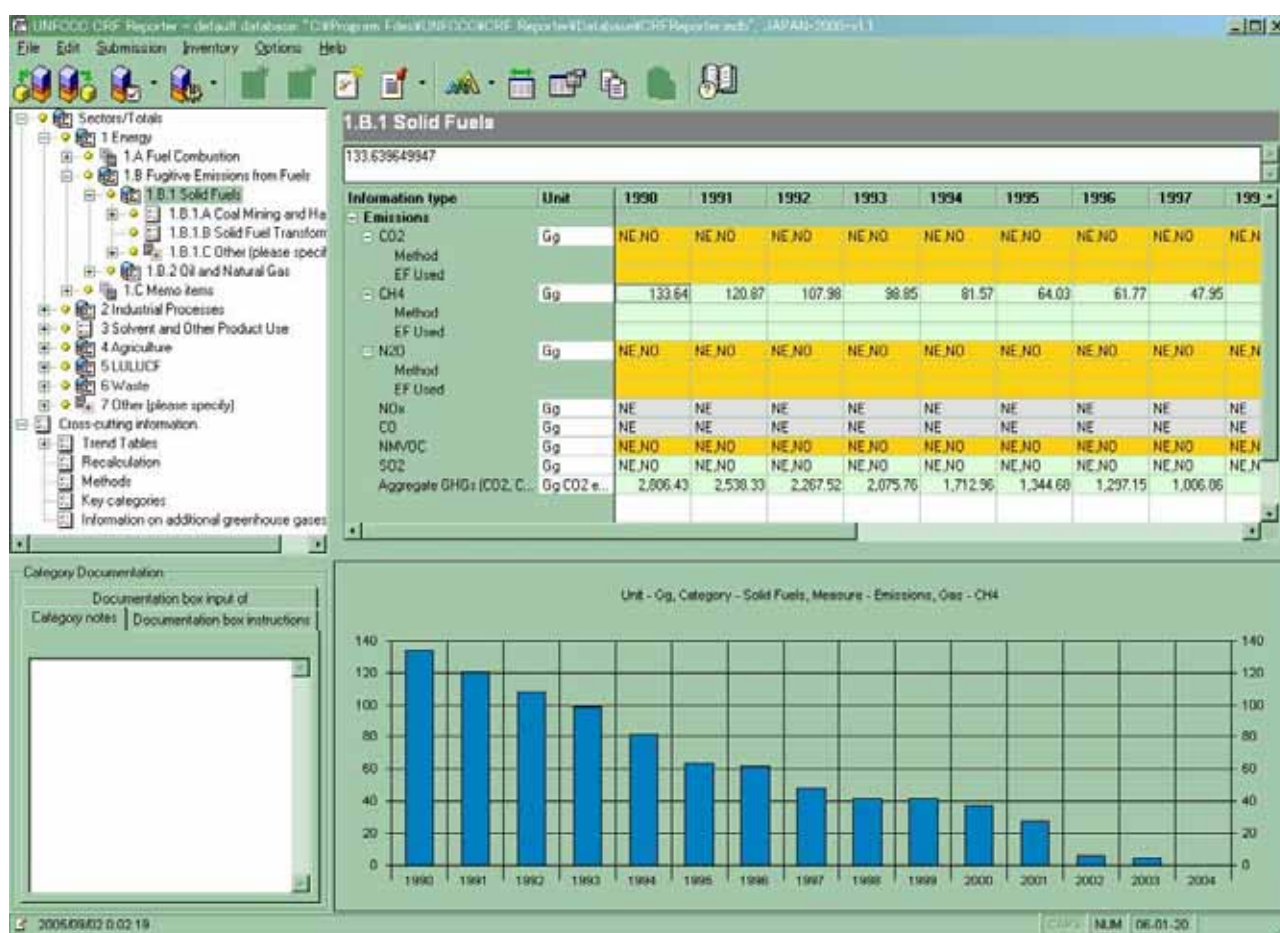 UNFCCC CRF Reporter - default database "C:¥Program Files¥UNFCCC¥CRF Reporter¥Database¥CRFReporter.mdb", JAPAN-2006-v1.1
File Edit Submission Inventory Options Help
Sectors/Totals
1 Energy
1.A Fuel Combustion
1.B Fugitive Emissions from Fuels
1.B.1 Solid Fuels
1.B.1.A Coal Mining and Ha
1.B.1.B Solid Fuel Transform
1.B.1.C Other (please specif
1.B.2 Oil and Natural Gas
1.C Memo items
2 Industrial Processes
3 Solvent and Other Product Use
4 Agriculture
5 LULUCF
6 Waste
7 Other (please specify)
Cross-cutting information
Trend Tables
Recalculation
Methods
Key categories
Information on additional greenhouse gases
1.B.1 Solid Fuels
133.639649947
Information type Unit 1990 1991 1992 1993 1994 1995 1996 1997 199
Emissions
CO2 Gg NE,NO NE,NO NE,NO NE,NO NE,NO NE,NO NE,NO NE,NO NE,N
Method
EF Used
CH4 Gg 133.64 120.87 107.98 98.85 81.57 64.03 61.77 47.95
Method
EF Used
N2O Gg NE,NO NE,NO NE,NO NE,NO NE,NO NE,NO NE,NO NE,NO NE,N
Method
EF Used
NOx Gg NE NE NE NE NE NE NE NE NE
CO Gg NE NE NE NE NE NE NE NE NE
NMVOC Gg NE,NO NE,NO NE,NO NE,NO NE,NO NE,NO NE,NO NE,NO NE,N
SO2 Gg NE,NO NE,NO NE,NO NE,NO NE,NO NE,NO NE,NO NE,NO NE,N
Aggregate GHGs (CO2, C... Gg CO2 e... 2,806.43 2,538.33 2,267.52 2,075.76 1,712.96 1,344.68 1,297.15 1,006.86
Category Documentation
Documentation box input of
Category notes Documentation box instructions
Unit - Gg, Category - Solid Fuels, Measure - Emissions, Gas - CH4
140 140
120 120
100 100
80 80
60 60
40 40
20 20
0 0
1990 1991 1992 1993 1994 1995 1996 1997 1998 1999 2000 2001 2002 2003 2004
2006/09/02 0:02:19 CAPS NUM 06-01-20